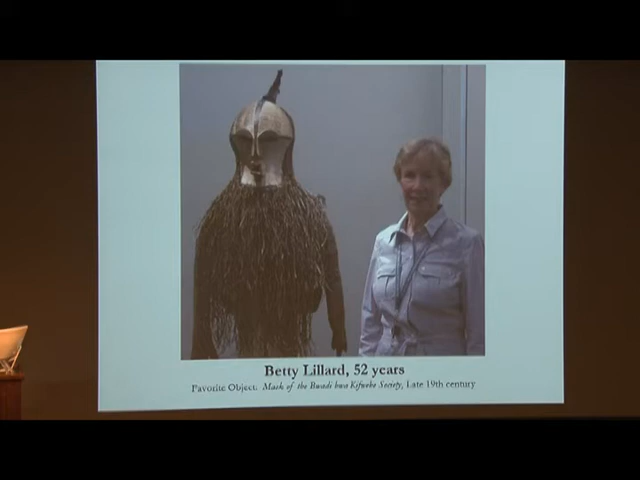 Betty Lillard, 52 years
Favorite Object: Mask of the Bwadi bwa Kifwebe Society, Late 19th century